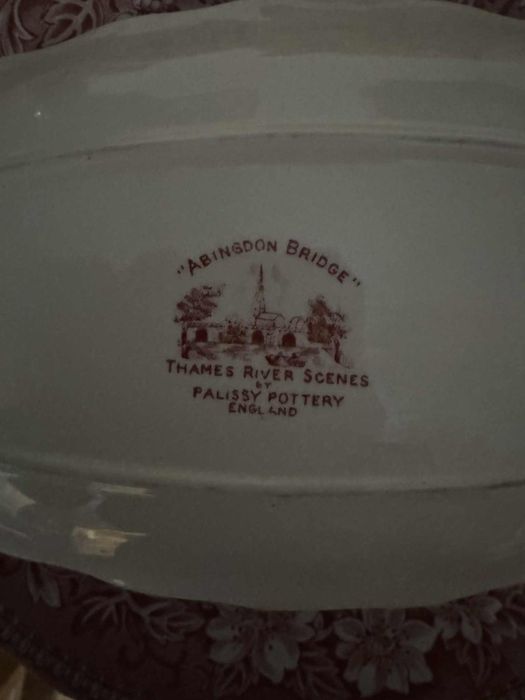 "ABINGDON BRIDGE"
THAMES RIVER SCENES
BY
PALISSY POTTERY
ENGLAND